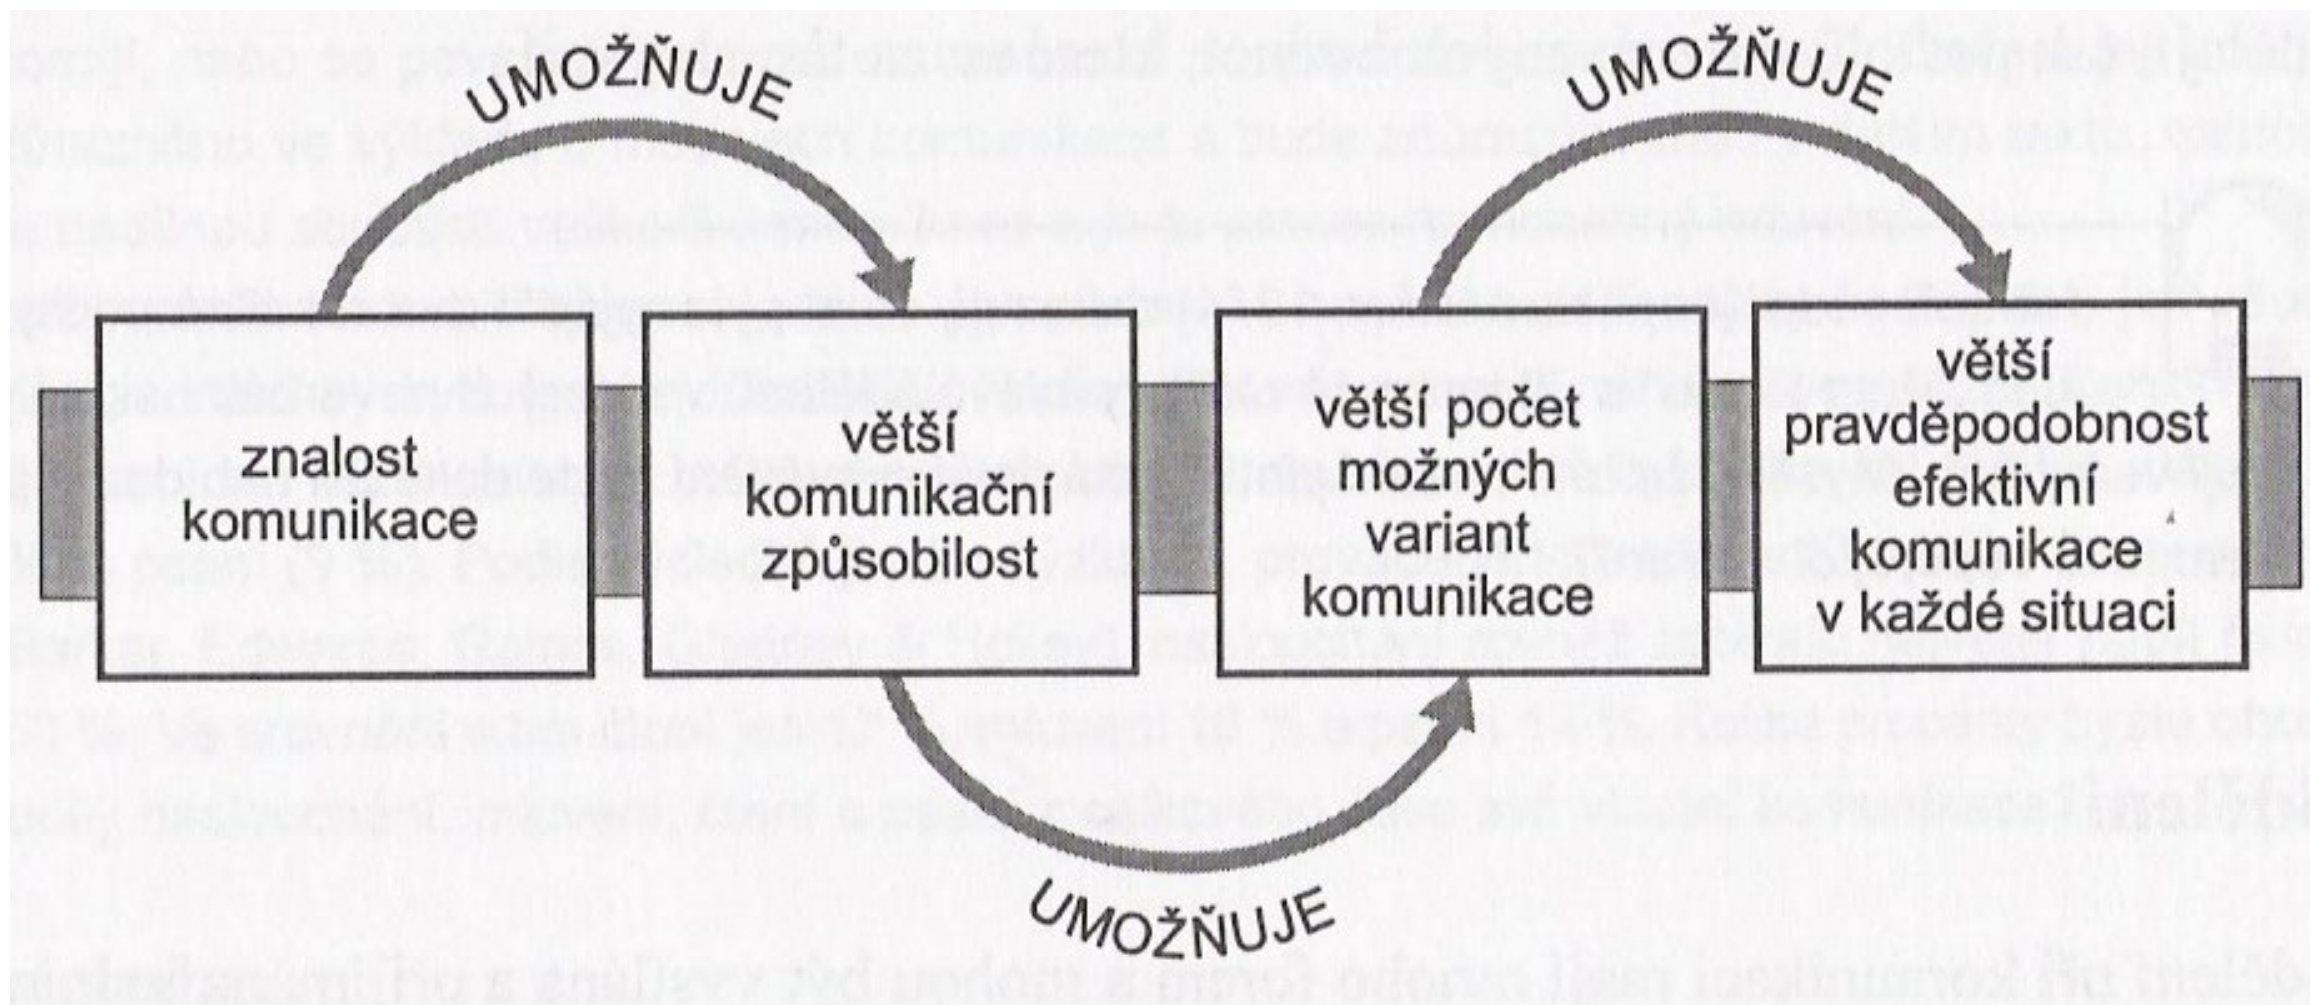 UMOŽŇUJE
UMOŽŇUJE
znalost
komunikace
větší
komunikační
způsobilost
větší počet
možných
variant
komunikace
větší
pravděpodobnost
efektivní
komunikace
v každé situaci
UMOŽŇUJE